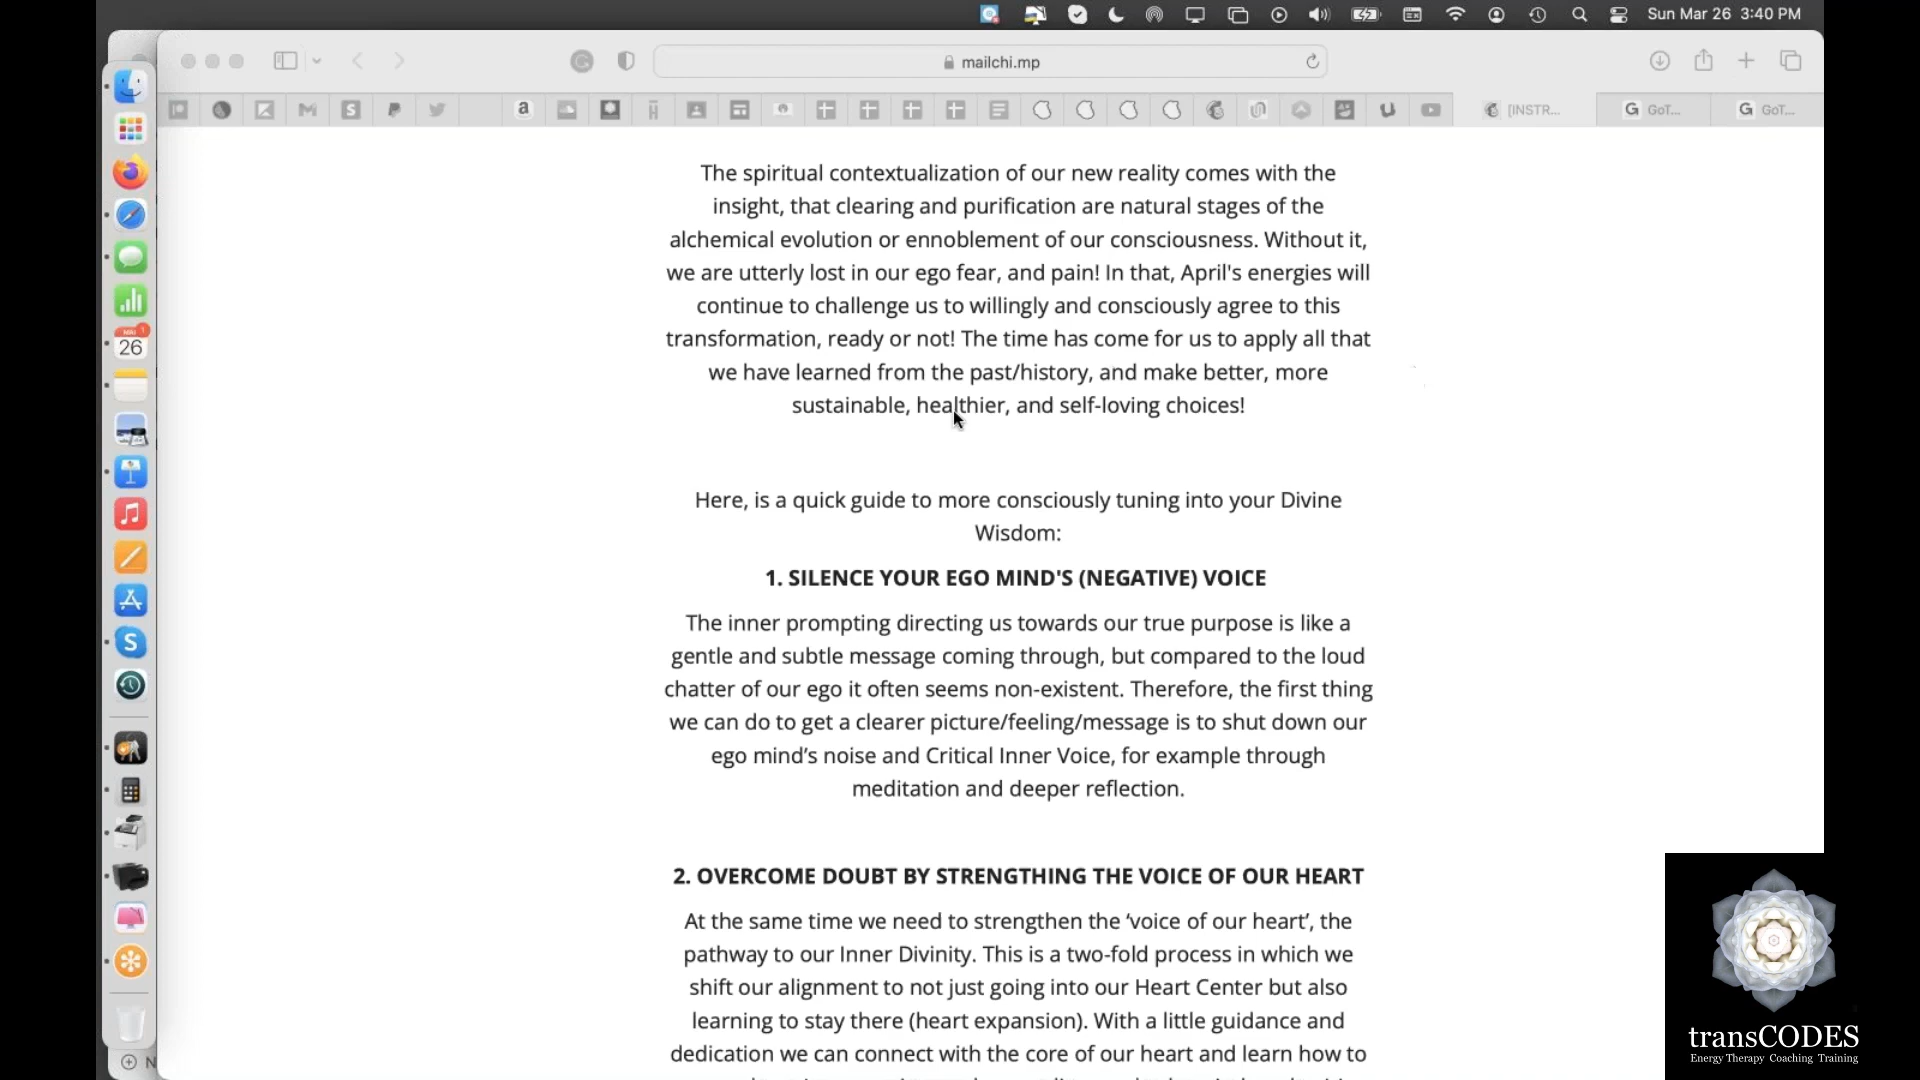 Sun Mar 26 3:40 PM
mailchi.mp
a
[INSTR...
G GoT...
G GoT...
26
S
N
The spiritual contextualization of our new reality comes with the
insight, that clearing and purification are natural stages of the
alchemical evolution or ennoblement of our consciousness. Without it,
we are utterly lost in our ego fear, and pain! In that, April's energies will
continue to challenge us to willingly and consciously agree to this
transformation, ready or not! The time has come for us to apply all that
we have learned from the past/history, and make better, more
sustainable, healthier, and self-loving choices!
Here, is a quick guide to more consciously tuning into your Divine
Wisdom:
1. SILENCE YOUR EGO MIND'S (NEGATIVE) VOICE
The inner prompting directing us towards our true purpose is like a
gentle and subtle message coming through, but compared to the loud
chatter of our ego it often seems non-existent. Therefore, the first thing
we can do to get a clearer picture/feeling/message is to shut down our
ego mind’s noise and Critical Inner Voice, for example through
meditation and deeper reflection.
2. OVERCOME DOUBT BY STRENGTHING THE VOICE OF OUR HEART
At the same time we need to strengthen the ‘voice of our heart’, the
pathway to our Inner Divinity. This is a two-fold process in which we
shift our alignment to not just going into our Heart Center but also
learning to stay there (heart expansion). With a little guidance and
dedication we can connect with the core of our heart and learn how to
transCODES
Energy Therapy Coaching Training